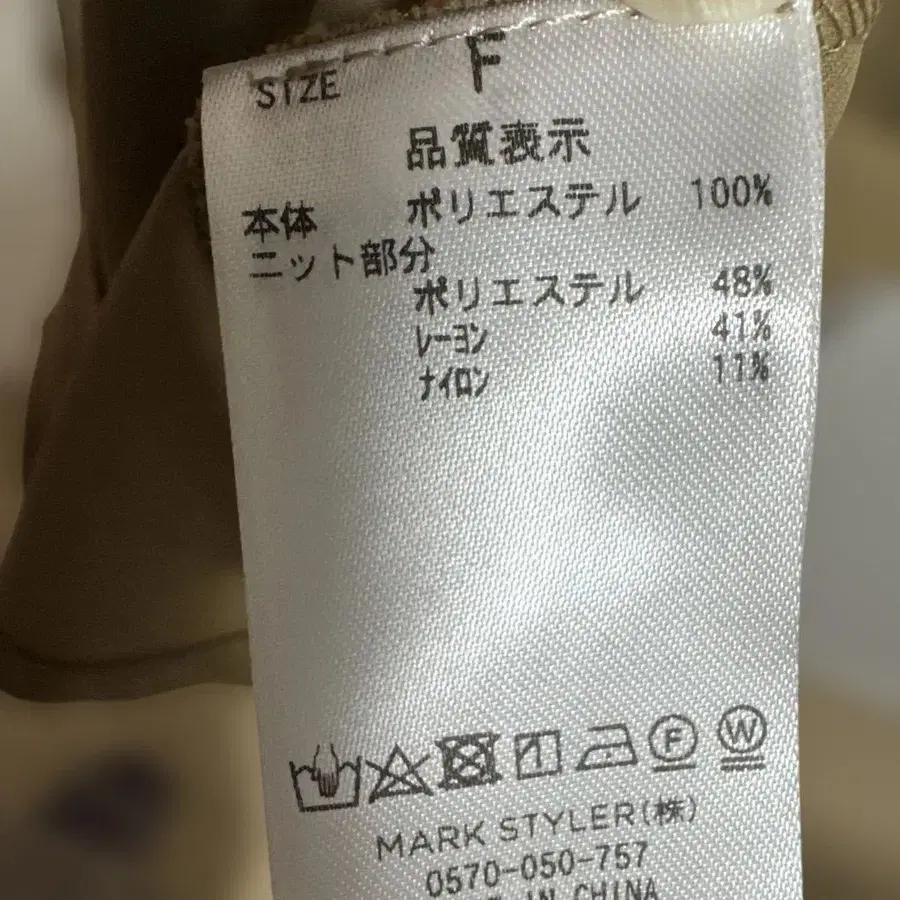 SIZE F
品質表示
本体 ポリエステル 100%
ニット部分
ポリエステル 48%
レーヨン 41%
ナイロン 11%
F W
MARK STYLER(株)
0570-050-757
IN CHINA